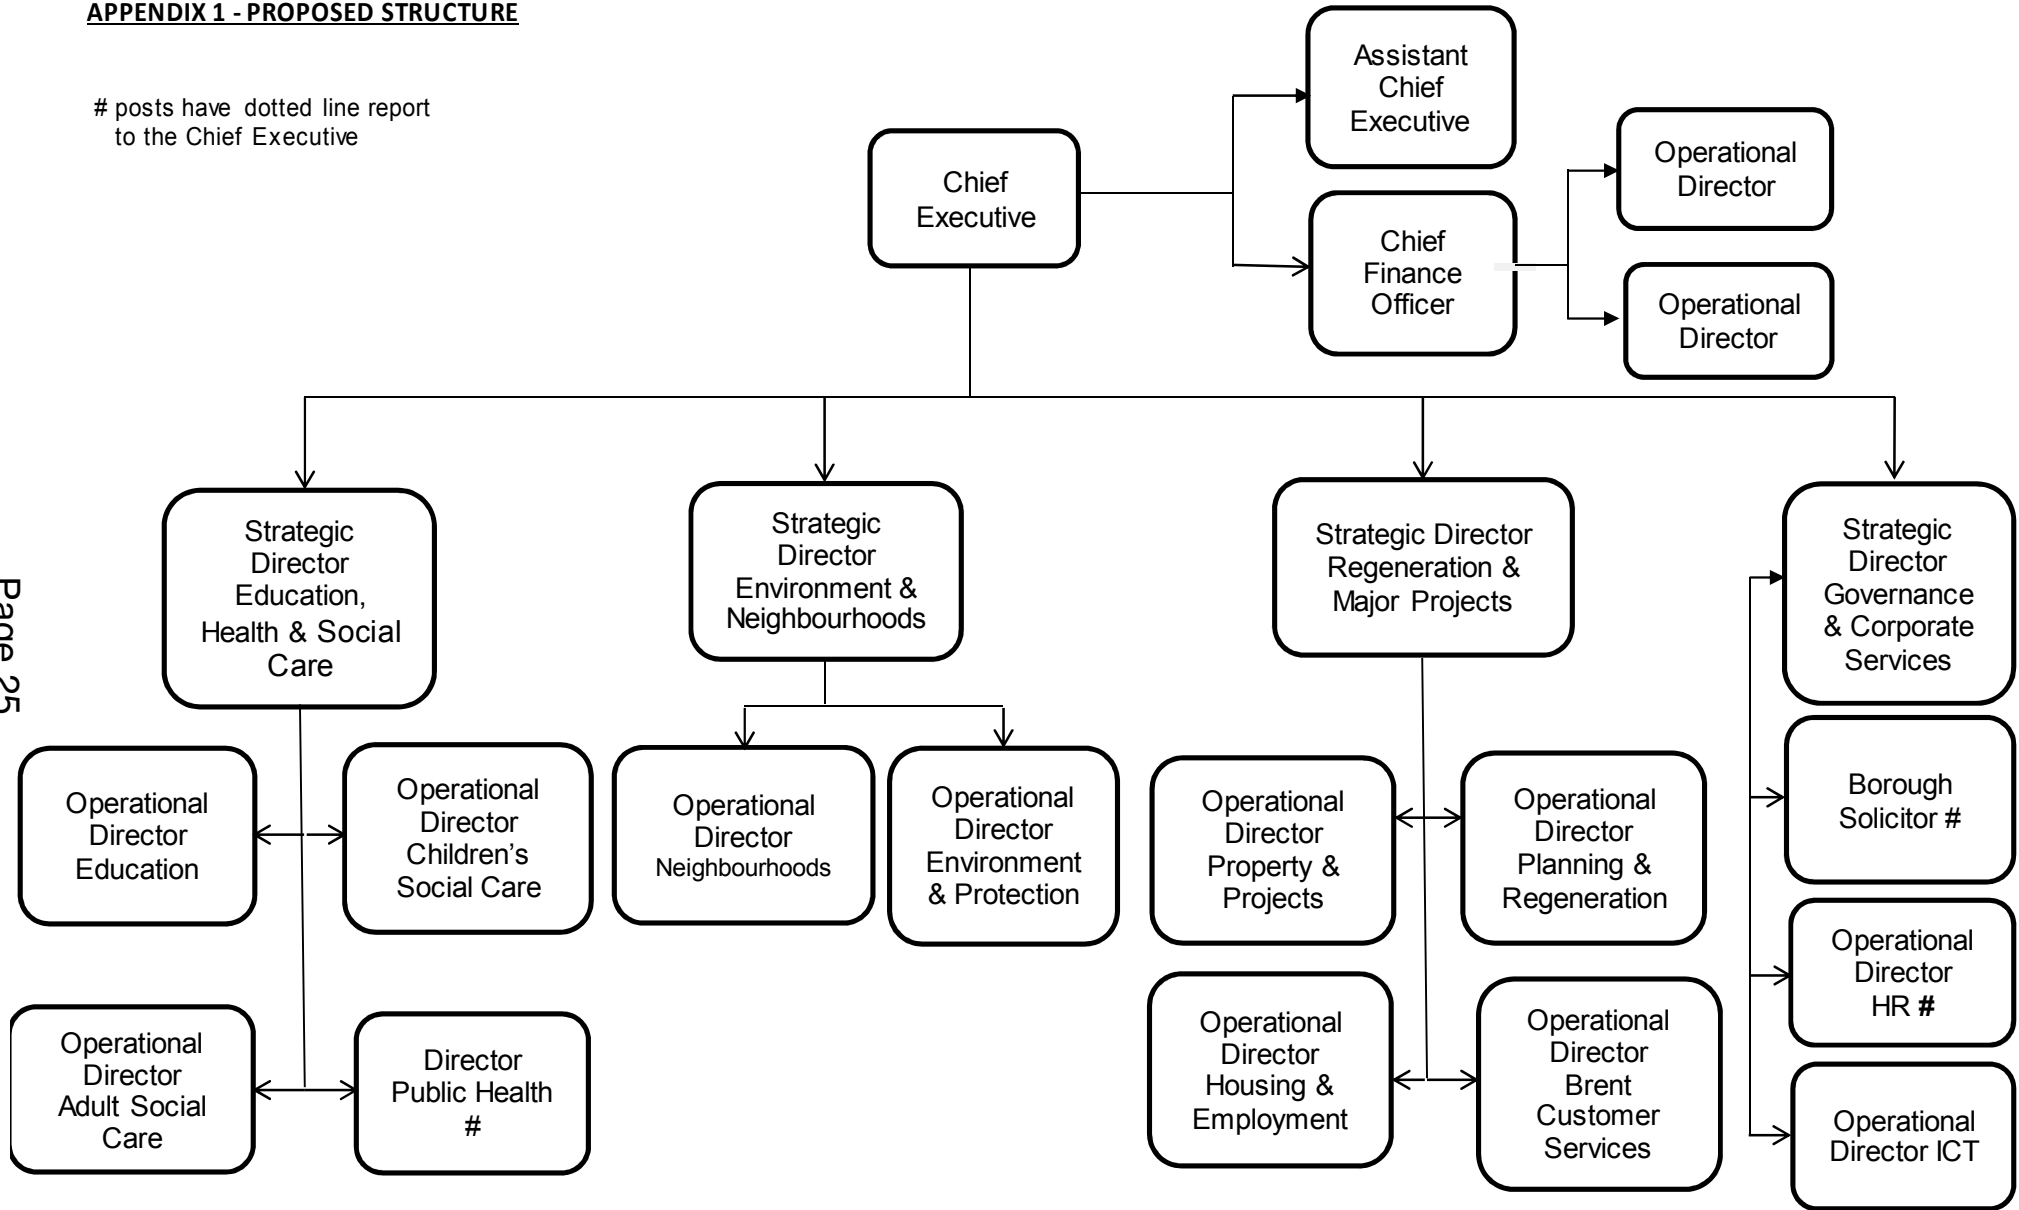 APPENDIX 1 - PROPOSED STRUCTURE
# posts have dotted line report
to the Chief Executive
Assistant
Chief
Executive
Operational
Director
Chief
Executive
Chief
Finance
Officer
Operational
Director
Strategic
Director
Education,
Health & Social
Care
Strategic
Director
Environment &
Neighbourhoods
Strategic Director
Regeneration &
Major Projects
Strategic
Director
Governance
& Corporate
Services
Page 25
Operational
Director
Education
Operational
Director
Children’s
Social Care
Operational
Director
Neighbourhoods
Operational
Director
Environment
& Protection
Operational
Director
Property &
Projects
Operational
Director
Planning &
Regeneration
Borough
Solicitor #
Operational
Director
HR #
Operational
Director
Adult Social
Care
Director
Public Health
#
Operational
Director
Housing &
Employment
Operational
Director
Brent
Customer
Services
Operational
Director ICT